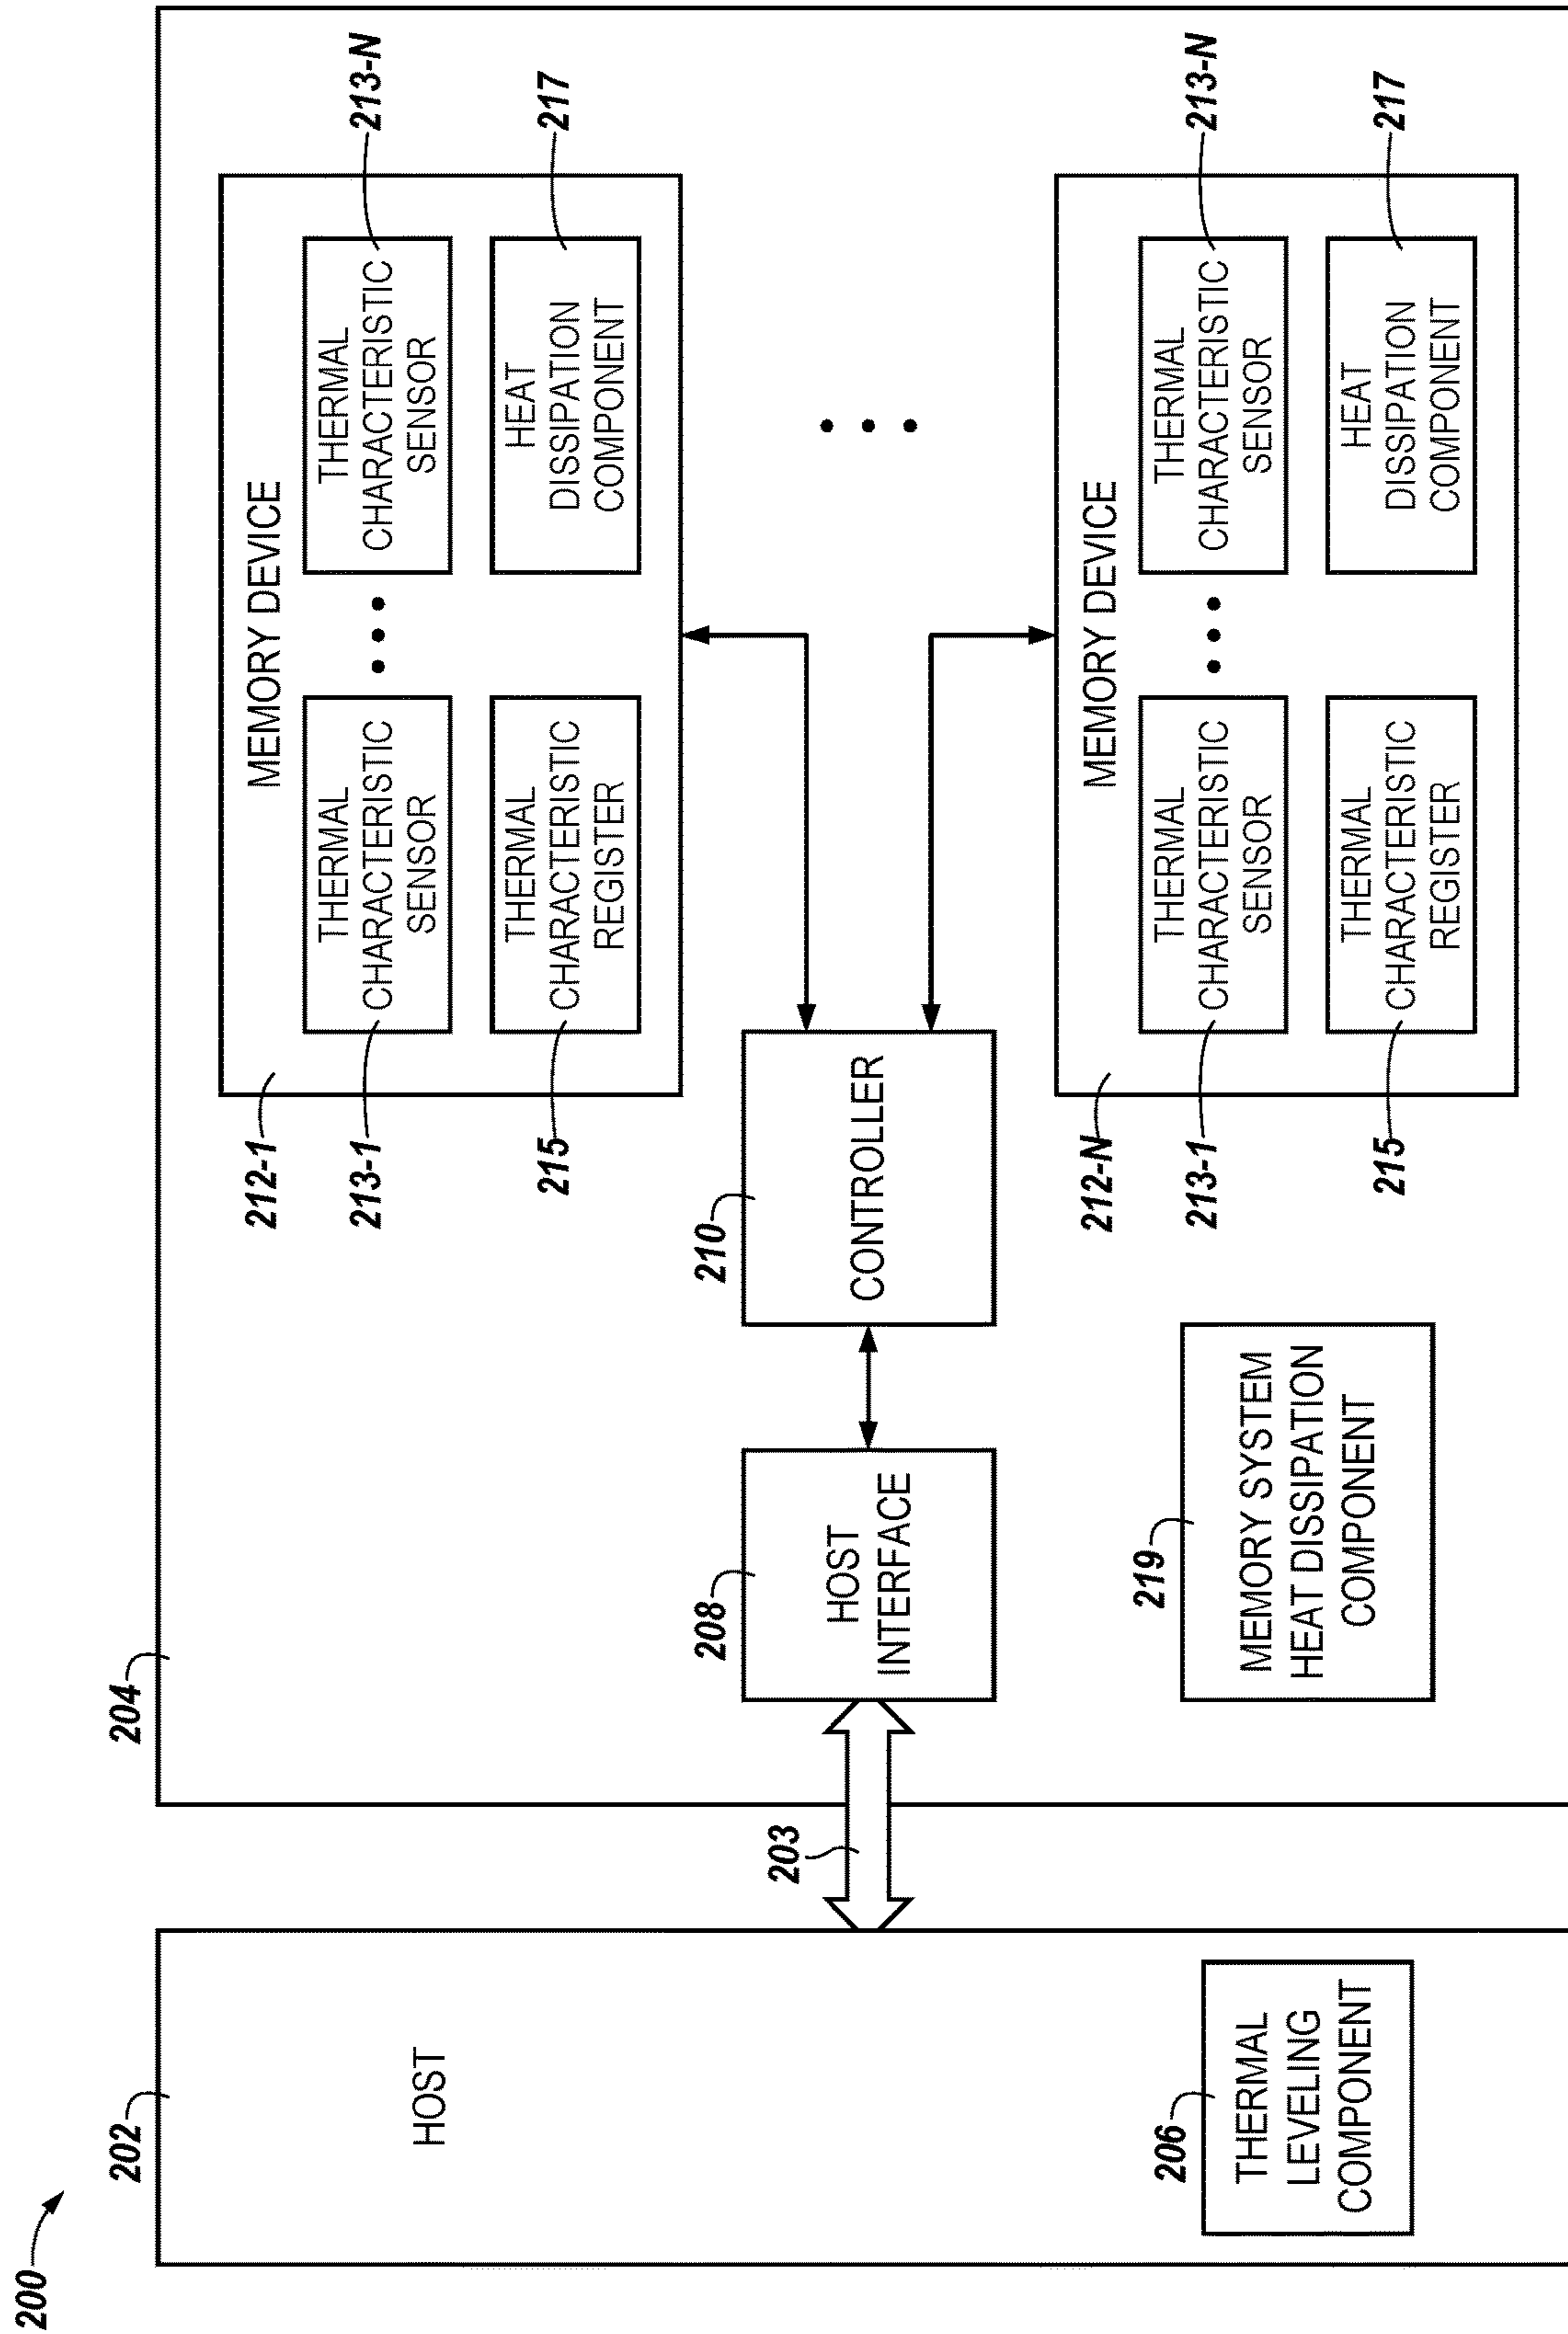 200
202
HOST
206
THERMAL
LEVELING
COMPONENT
203
204
208
HOST
INTERFACE
210
CONTROLLER
219
MEMORY SYSTEM
HEAT DISSIPATION
COMPONENT
212-1
MEMORY DEVICE
213-1
THERMAL
CHARACTERISTIC
SENSOR
213-N
THERMAL
CHARACTERISTIC
SENSOR
215
THERMAL
CHARACTERISTIC
REGISTER
217
HEAT
DISSIPATION
COMPONENT
212-N
MEMORY DEVICE
213-1
THERMAL
CHARACTERISTIC
SENSOR
213-N
THERMAL
CHARACTERISTIC
SENSOR
215
THERMAL
CHARACTERISTIC
REGISTER
217
HEAT
DISSIPATION
COMPONENT